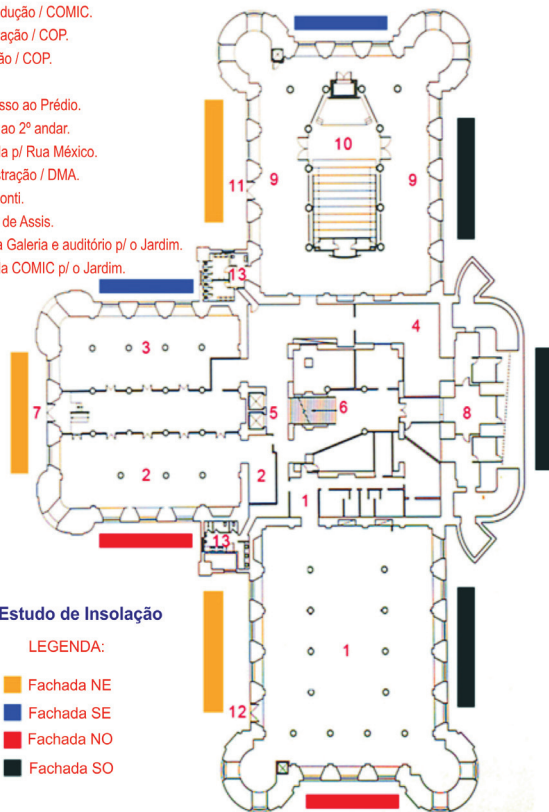 dução / COMIC.
ação / COP.
ão / COP.
sso ao Prédio.
ao 2º andar.
a p/ Rua México.
stração / DMA.
onti.
de Assis.
a Galeria e auditório p/ o Jardim.
la COMIC p/ o Jardim.
10
9
9
11
13
3
4
7
5
6
8
2
2
1
13
1
12
Estudo de Insolação
LEGENDA:
Fachada NE
Fachada SE
Fachada NO
Fachada SO